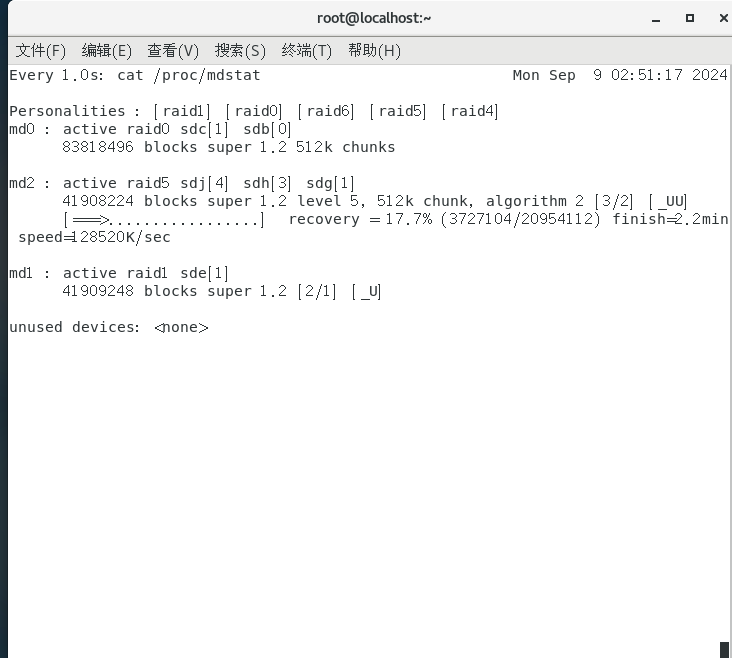 root@localhost:~
文件(F) 编辑(E) 查看(V) 搜索(S) 终端(T) 帮助(H)
Every 1.0s: cat /proc/mdstat Mon Sep 9 02:51:17 2024
Personalities : [raid1] [raid0] [raid6] [raid5] [raid4]
md0 : active raid0 sdc[1] sdb[0]
83818496 blocks super 1.2 512k chunks
md2 : active raid5 sdj[4] sdh[3] sdg[1]
41908224 blocks super 1.2 level 5, 512k chunk, algorithm 2 [3/2] [_UU]
[===>.................] recovery = 17.7% (3727104/20954112) finish=2.2min
speed=128520K/sec
md1 : active raid1 sde[1]
41909248 blocks super 1.2 [2/1] [_U]
unused devices: <none>